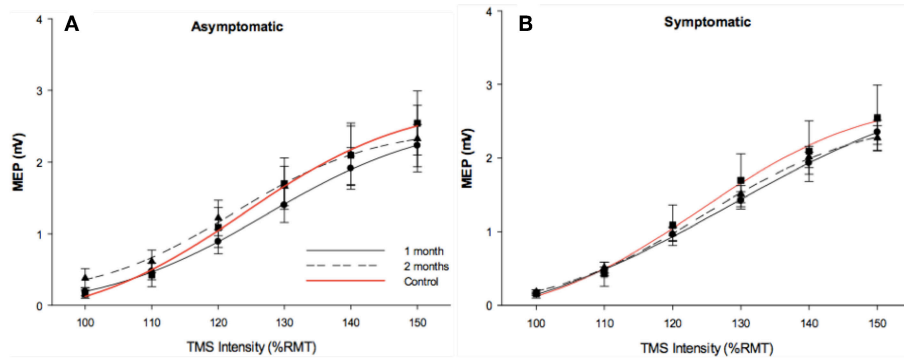 A
Asymptomatic
4
3
2
1
0
MEP (mV)
1 month
2 months
Control
100 110 120 130 140 150
TMS Intensity (%RMT)
B
Symptomatic
4
3
2
1
0
MEP (mV)
100 110 120 130 140 150
TMS Intensity (%RMT)